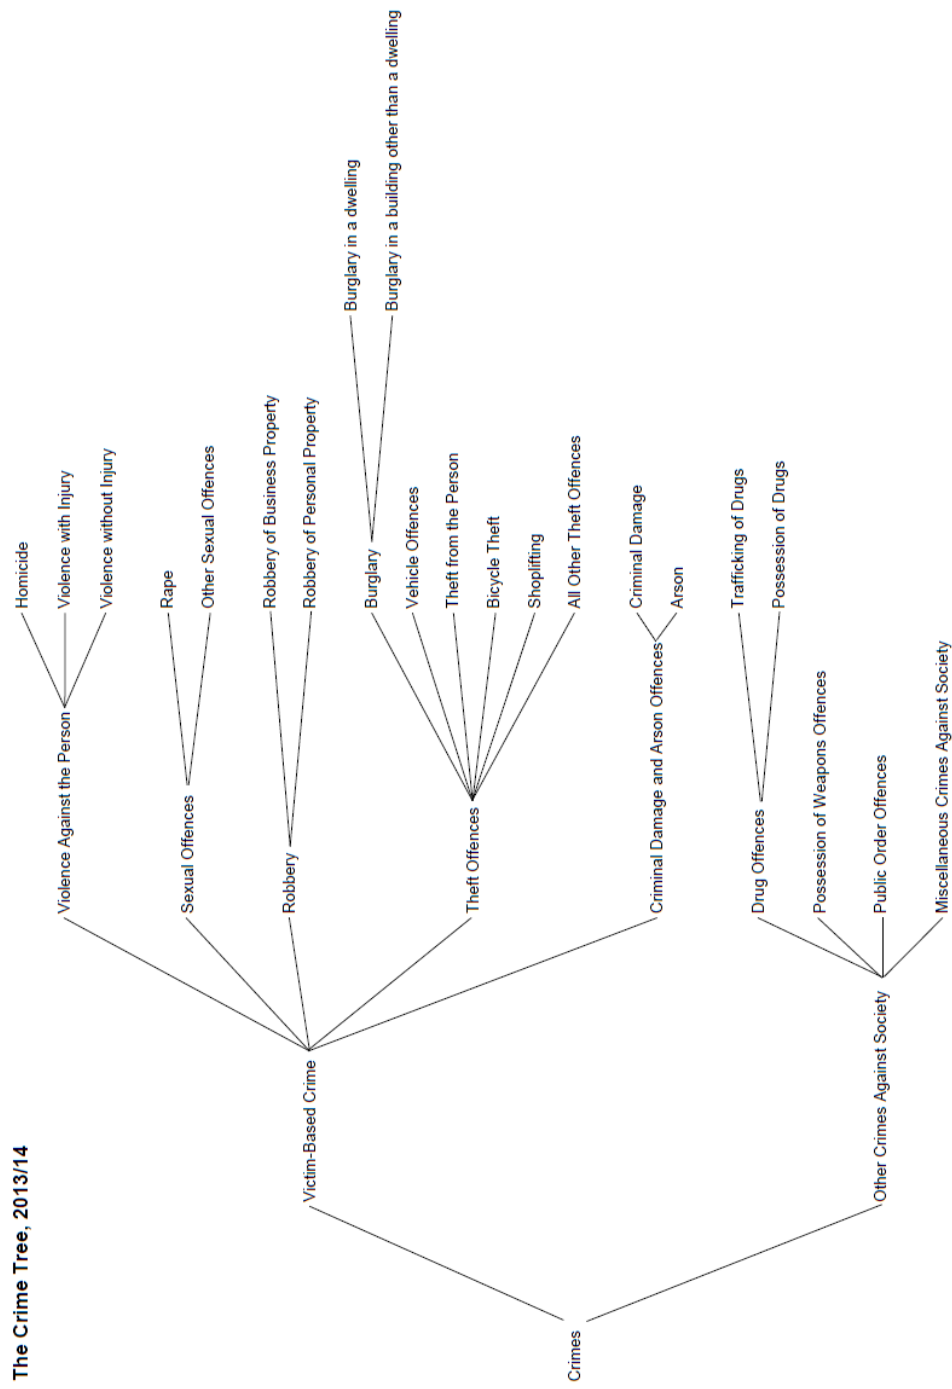 The Crime Tree, 2013/14
Crimes
Victim-Based Crime
Violence Against the Person
Homicide
Violence with Injury
Violence without Injury
Sexual Offences
Rape
Other Sexual Offences
Robbery
Robbery of Business Property
Robbery of Personal Property
Theft Offences
Burglary
Burglary in a dwelling
Burglary in a building other than a dwelling
Vehicle Offences
Theft from the Person
Bicycle Theft
Shoplifting
All Other Theft Offences
Criminal Damage and Arson Offences
Criminal Damage
Arson
Other Crimes Against Society
Drug Offences
Trafficking of Drugs
Possession of Drugs
Possession of Weapons Offences
Public Order Offences
Miscellaneous Crimes Against Society